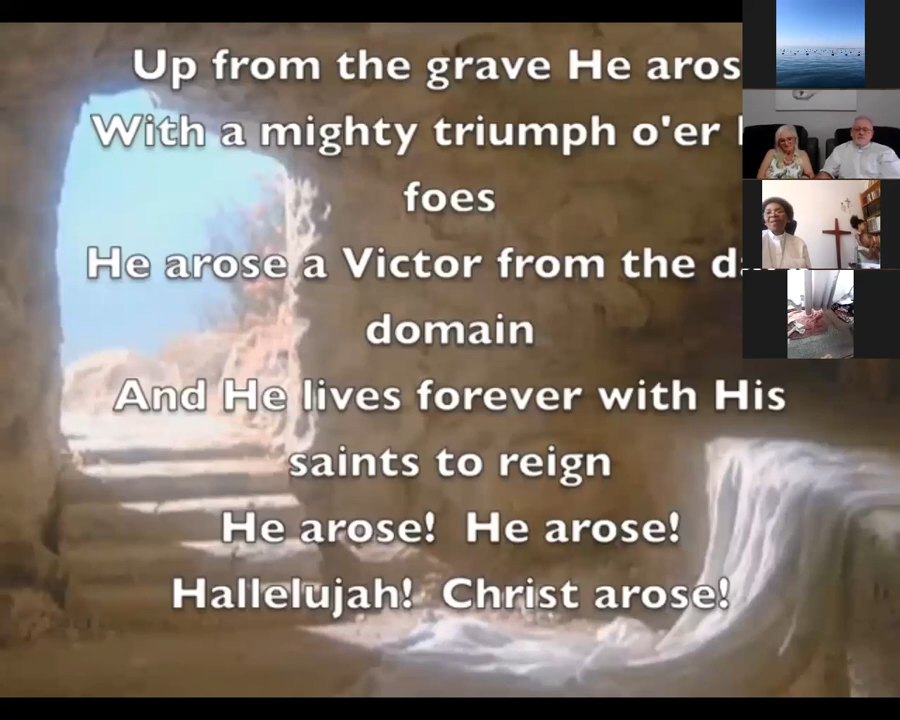 Up from the grave He aros
With a mighty triumph o'er
foes
He arose a Victor from the
domain
And He lives forever with His
saints to reign
He arose! He arose!
Hallelujah! Christ arose!